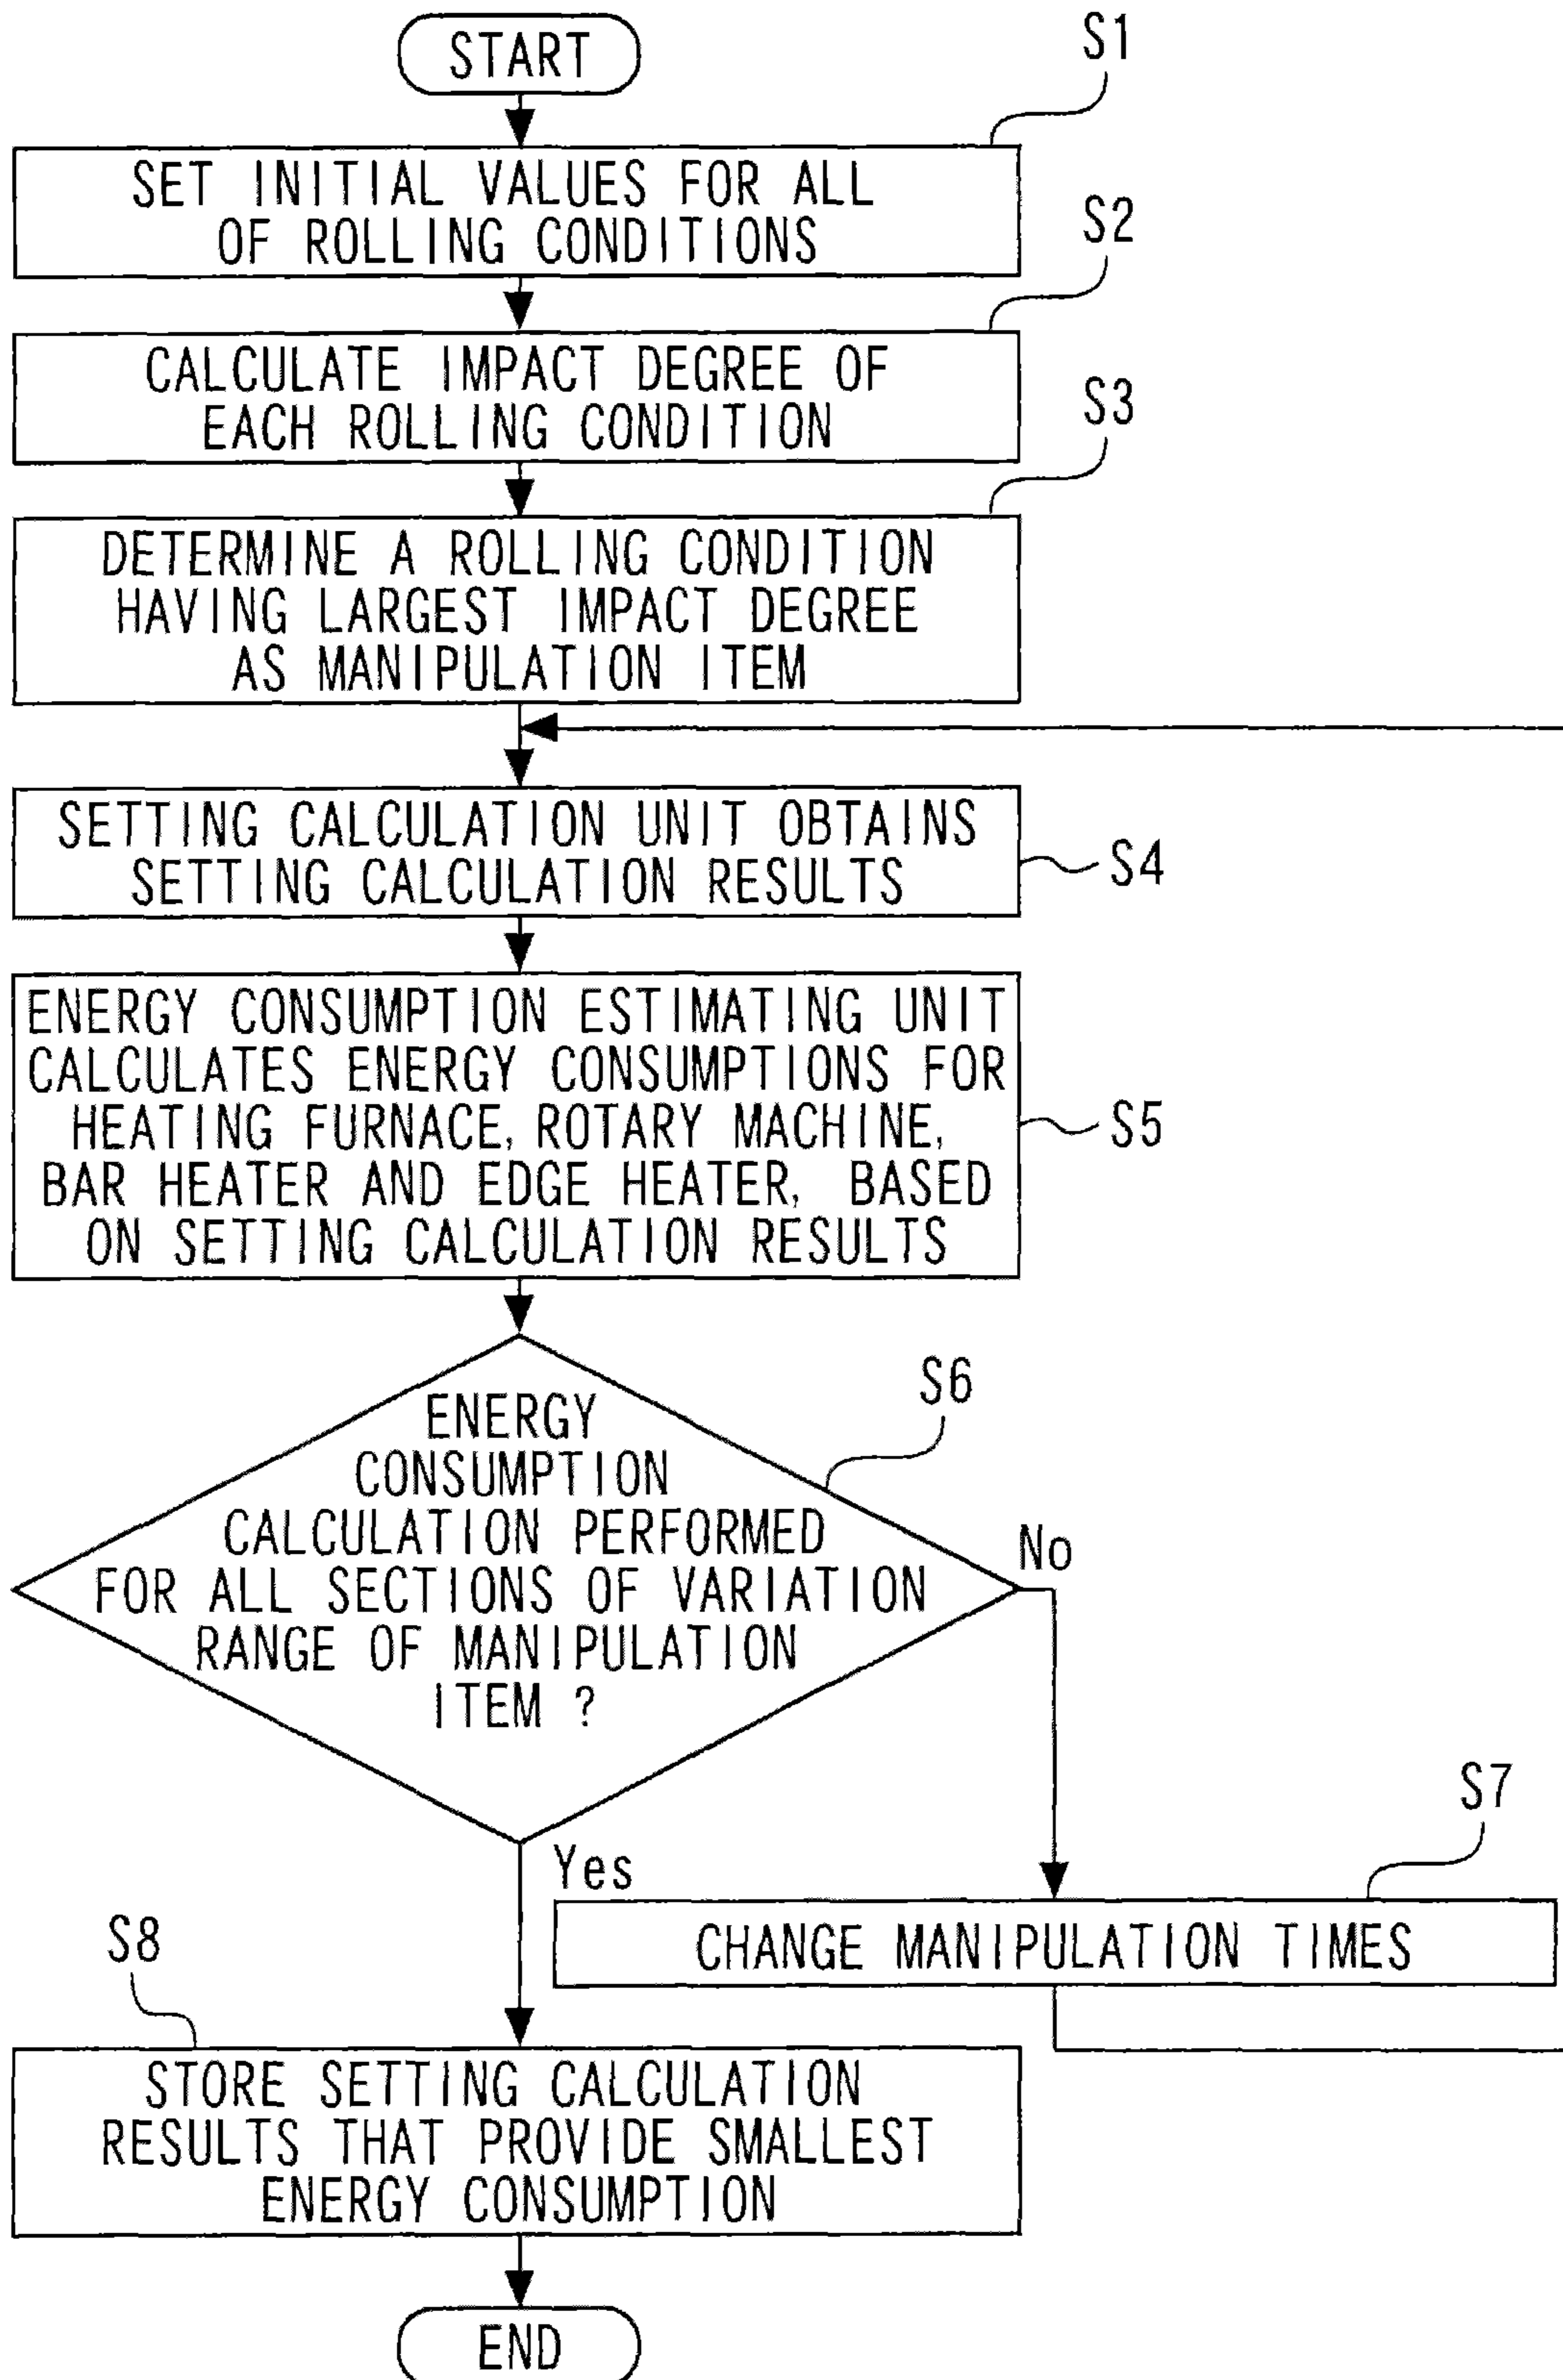 START
S1
SET INITIAL VALUES FOR ALL
OF ROLLING CONDITIONS
S2
CALCULATE IMPACT DEGREE OF
EACH ROLLING CONDITION
S3
DETERMINE A ROLLING CONDITION
HAVING LARGEST IMPACT DEGREE
AS MANIPULATION ITEM
SETTING CALCULATION UNIT OBTAINS
SETTING CALCULATION RESULTS
S4
ENERGY CONSUMPTION ESTIMATING UNIT
CALCULATES ENERGY CONSUMPTIONS FOR
HEATING FURNACE, ROTARY MACHINE,
BAR HEATER AND EDGE HEATER, BASED
ON SETTING CALCULATION RESULTS
S5
S6
ENERGY
CONSUMPTION
CALCULATION PERFORMED
FOR ALL SECTIONS OF VARIATION
RANGE OF MANIPULATION
ITEM ?
No
Yes
S7
CHANGE MANIPULATION TIMES
S8
STORE SETTING CALCULATION
RESULTS THAT PROVIDE SMALLEST
ENERGY CONSUMPTION
END